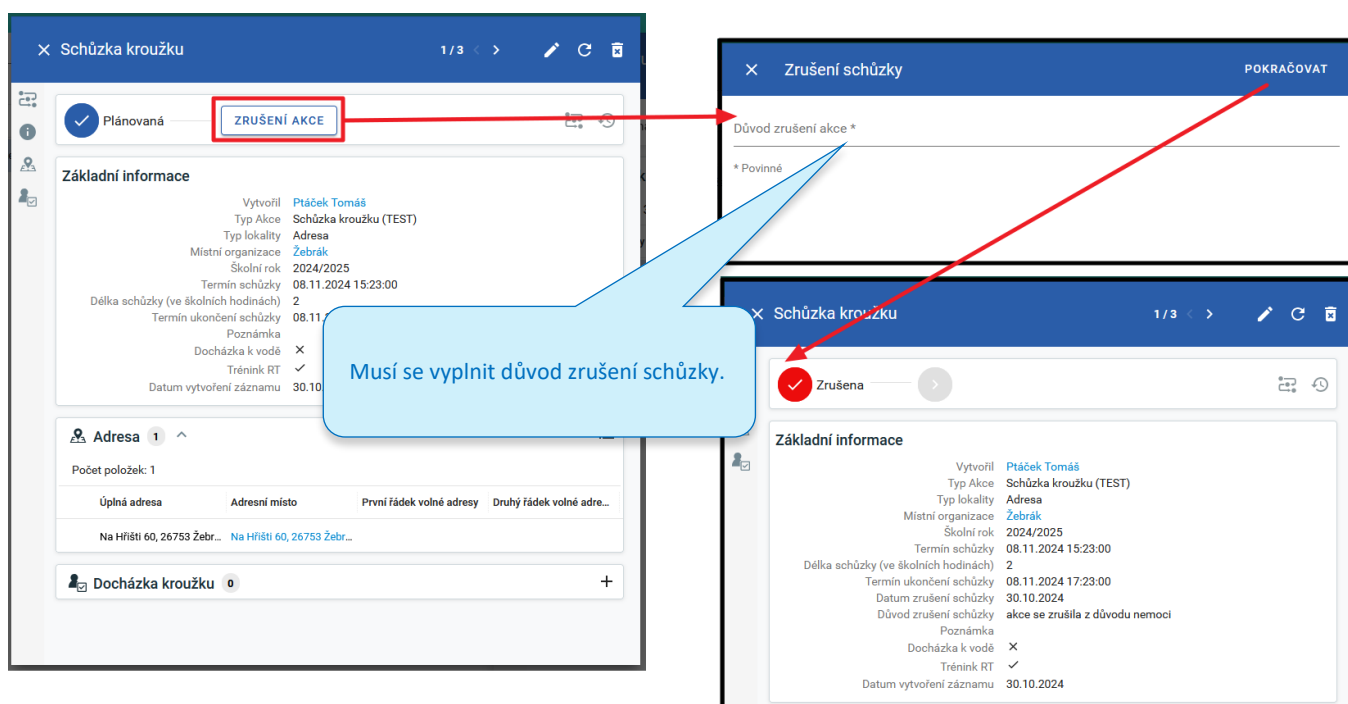 Schůzka kroužku
1 / 3
Plánovaná
ZRUŠENÍ AKCE
Základní informace
Vytvořil Ptáček Tomáš
Typ Akce Schůzka kroužku (TEST)
Typ lokality Adresa
Místní organizace Žebrák
Školní rok 2024/2025
Termín schůzky 08.11.2024 15:23:00
Délka schůzky (ve školních hodinách) 2
Termín ukončení schůzky 08.11.
Poznámka
Docházka k vodě
Trénink RT
Datum vytvoření záznamu 30.10
Adresa 1
Počet položek: 1
Úplná adresa Adresní místo První řádek volné adresy Druhý řádek volné adre...
Na Hřišti 60, 26753 Žebr... Na Hřišti 60, 26753 Žebr...
Docházka kroužku 0
Zrušení schůzky
POKRAČOVAT
Důvod zrušení akce *
* Povinné
Musí se vyplnit důvod zrušení schůzky.
Schůzka kroužku
1 / 3
Zrušena
Základní informace
Vytvořil Ptáček Tomáš
Typ Akce Schůzka kroužku (TEST)
Typ lokality Adresa
Místní organizace Žebrák
Školní rok 2024/2025
Termín schůzky 08.11.2024 15:23:00
Délka schůzky (ve školních hodinách) 2
Termín ukončení schůzky 08.11.2024 17:23:00
Datum zrušení schůzky 30.10.2024
Důvod zrušení schůzky akce se zrušila z důvodu nemoci
Poznámka
Docházka k vodě
Trénink RT
Datum vytvoření záznamu 30.10.2024